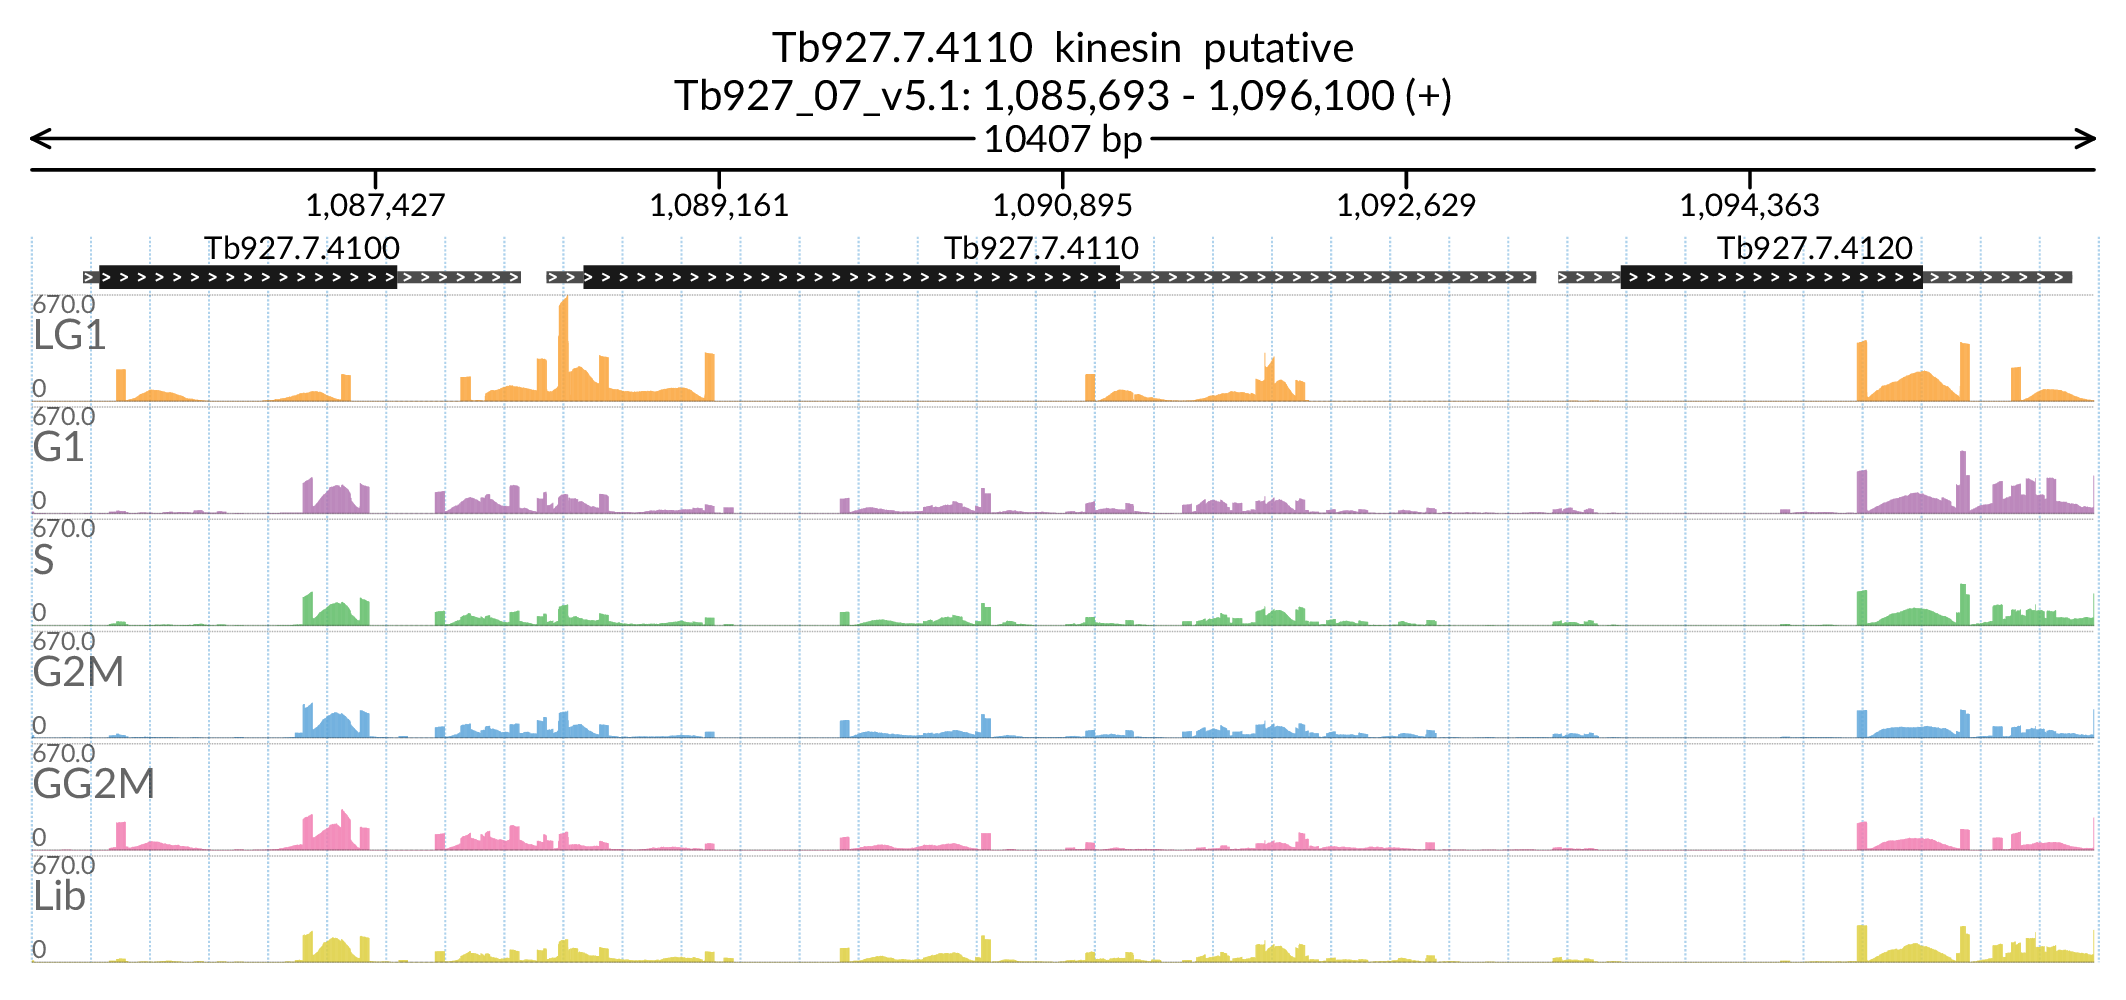 Tb927.7.4110 kinesin putative
Tb927_07_v5.1: 1,085,693 - 1,096,100 (+)
10407 bp
1,087,427 1,089,161 1,090,895 1,092,629 1,094,363
Tb927.7.4100 Tb927.7.4110 Tb927.7.4120
670.0
LG1
0
670.0
G1
0
670.0
S
0
670.0
G2M
0
670.0
GG2M
0
670.0
Lib
0